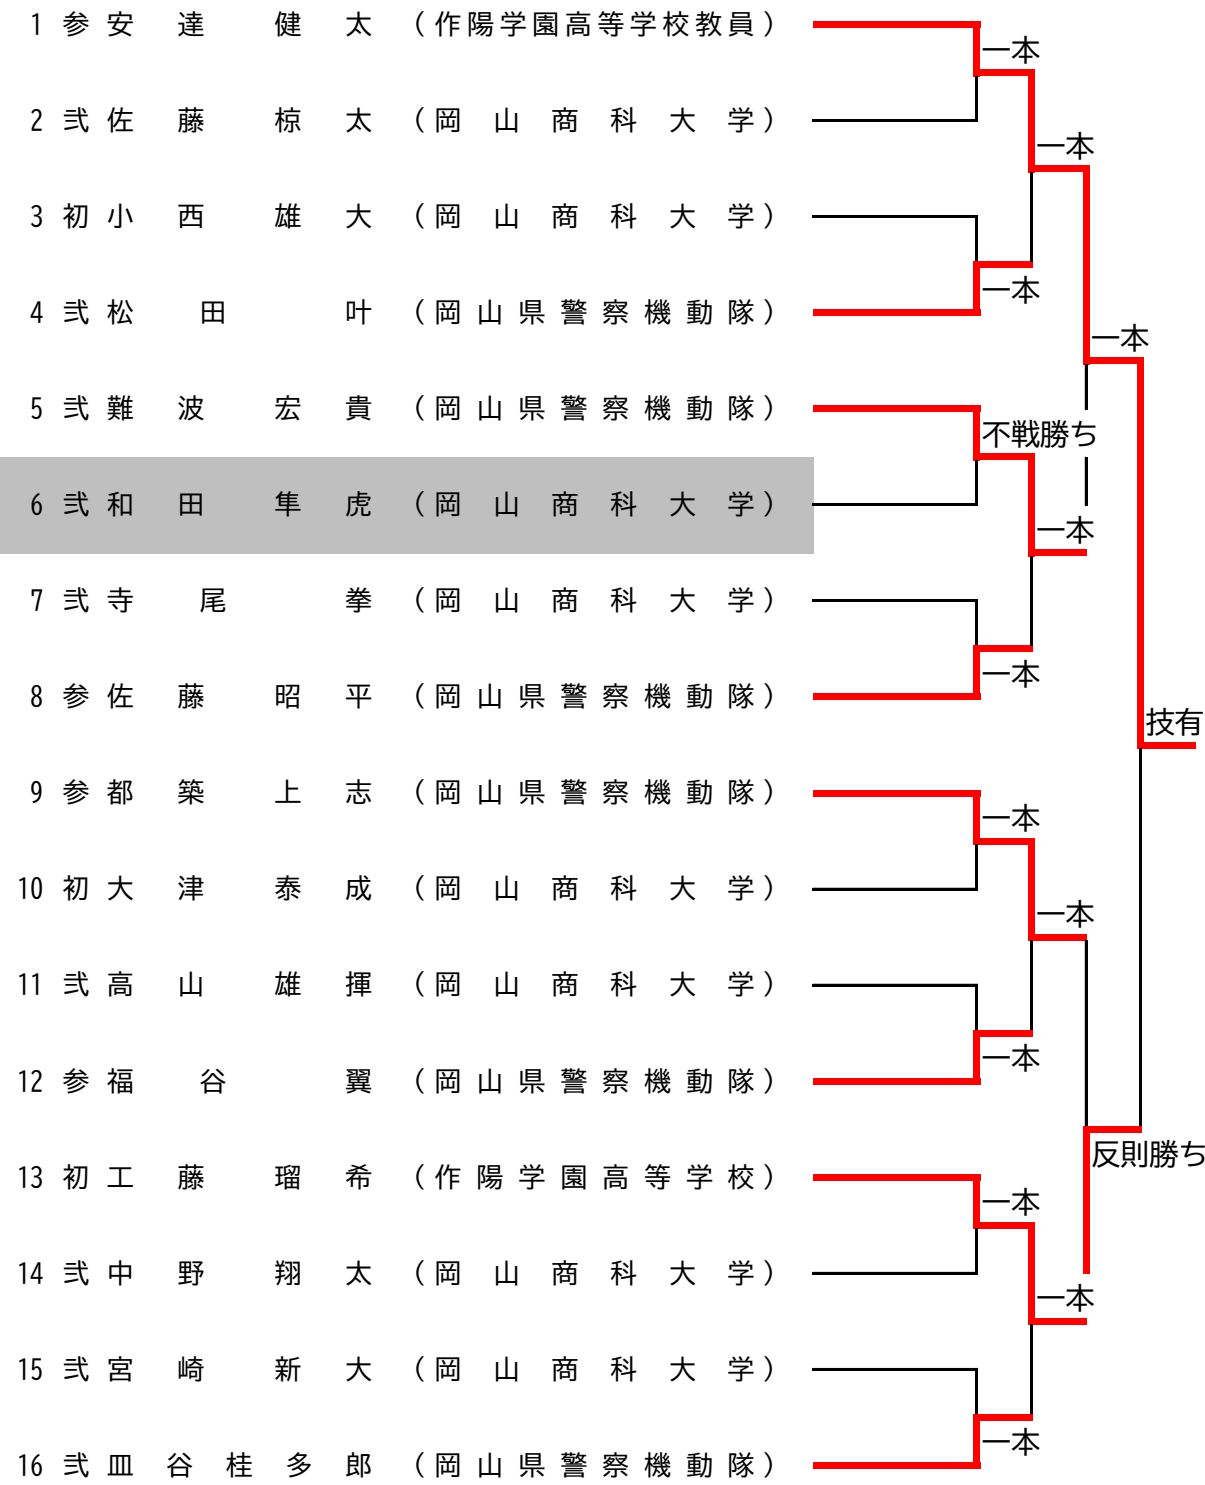 1 参 安達 健太 (作陽学園高等学校教員)
一本
2 弐 佐藤 椋太 (岡山商科大学)
一本
3 初 小西 雄大 (岡山商科大学)
一本
4 弐 松田 叶 (岡山県警察機動隊)
一本
5 弐 難波 宏貴 (岡山県警察機動隊)
不戦勝ち
6 弐 和田 隼虎 (岡山商科大学)
一本
7 弐 寺尾 拳 (岡山商科大学)
一本
8 参 佐藤 昭平 (岡山県警察機動隊)
技有
9 参 都築 上志 (岡山県警察機動隊)
一本
10 初 大津 泰成 (岡山商科大学)
一本
11 弐 高山 雄揮 (岡山商科大学)
一本
12 参 福谷 翼 (岡山県警察機動隊)
反則勝ち
13 初 工藤 瑠希 (作陽学園高等学校)
一本
14 弐 中野 翔太 (岡山商科大学)
一本
15 弐 宮崎 新大 (岡山商科大学)
一本
16 弐 皿谷 桂多郎 (岡山県警察機動隊)